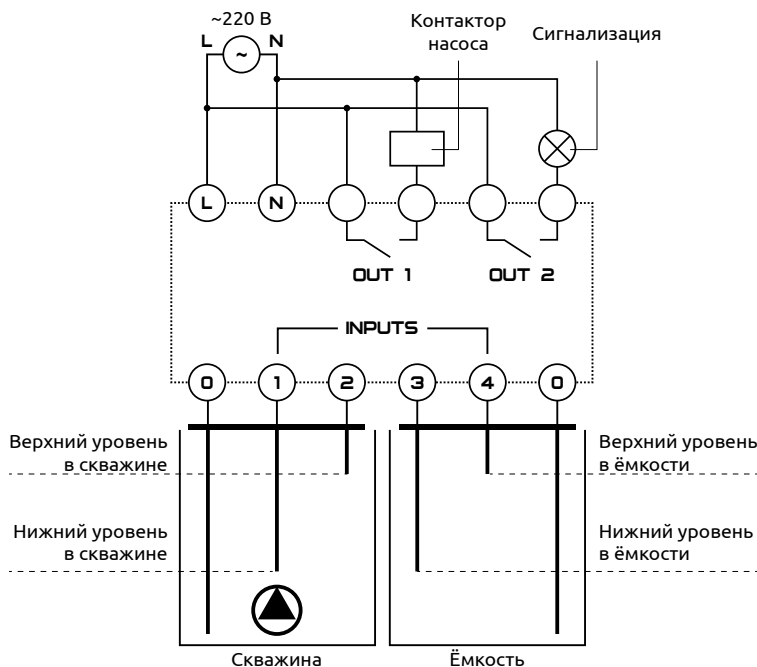 ~220 В
L
N
~
Контактор
насоса
Сигнализация
L
N
OUT 1
OUT 2
INPUTS
0
1
2
3
4
0
Верхний уровень
в скважине
Верхний уровень
в ёмкости
Нижний уровень
в скважине
Нижний уровень
в ёмкости
Скважина
Ёмкость